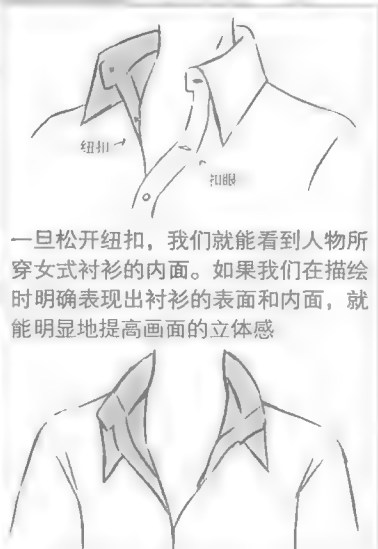 纽扣
一旦松开纽扣，我们就能看到人物所
穿女式衬衫的内面。如果我们在描绘
时明确表现出衬衫的表面和内面，就
能明显地提高画面的立体感